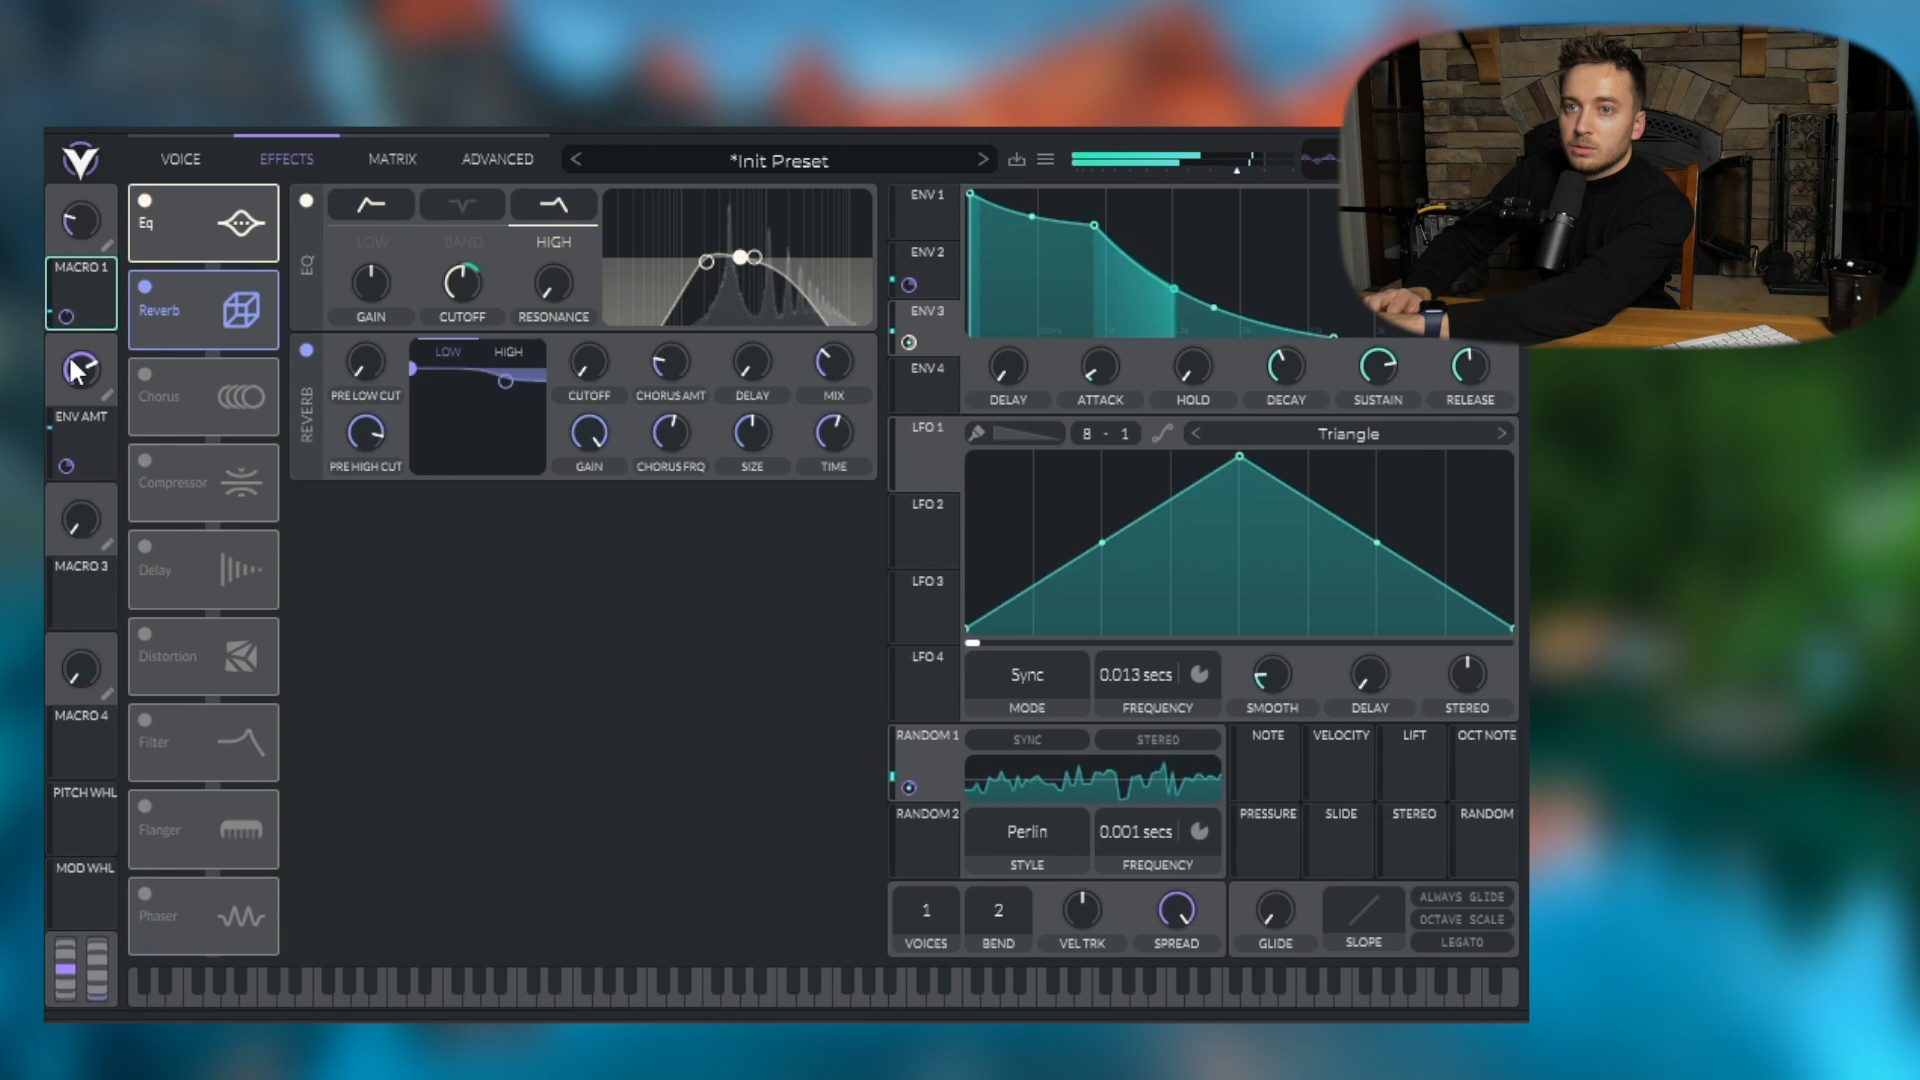 VOICE
EFFECTS
MATRIX
ADVANCED
*Init Preset
MACRO 1
ENV AMT
MACRO 3
MACRO 4
PITCH WHL
MOD WHL
Eq
Reverb
Chorus
Compressor
Delay
Distortion
Filter
Flanger
Phaser
EQ
LOW
BAND
HIGH
GAIN
CUTOFF
RESONANCE
REVERB
LOW
HIGH
PRE LOW CUT
CUTOFF
CHORUS AMT
DELAY
MIX
PRE HIGH CUT
GAIN
CHORUS FRQ
SIZE
TIME
ENV 1
ENV 2
ENV 3
ENV 4
DELAY
ATTACK
HOLD
DECAY
SUSTAIN
RELEASE
LFO 1
LFO 2
LFO 3
LFO 4
8 - 1
Triangle
Sync
0.013 secs
MODE
FREQUENCY
SMOOTH
DELAY
STEREO
RANDOM 1
SYNC
STEREO
RANDOM 2
Perlin
0.001 secs
STYLE
FREQUENCY
NOTE
VELOCITY
LIFT
OCT NOTE
PRESSURE
SLIDE
STEREO
RANDOM
1
VOICES
2
BEND
VEL TRK
SPREAD
GLIDE
SLOPE
ALWAYS GLIDE
OCTAVE SCALE
LEGATO